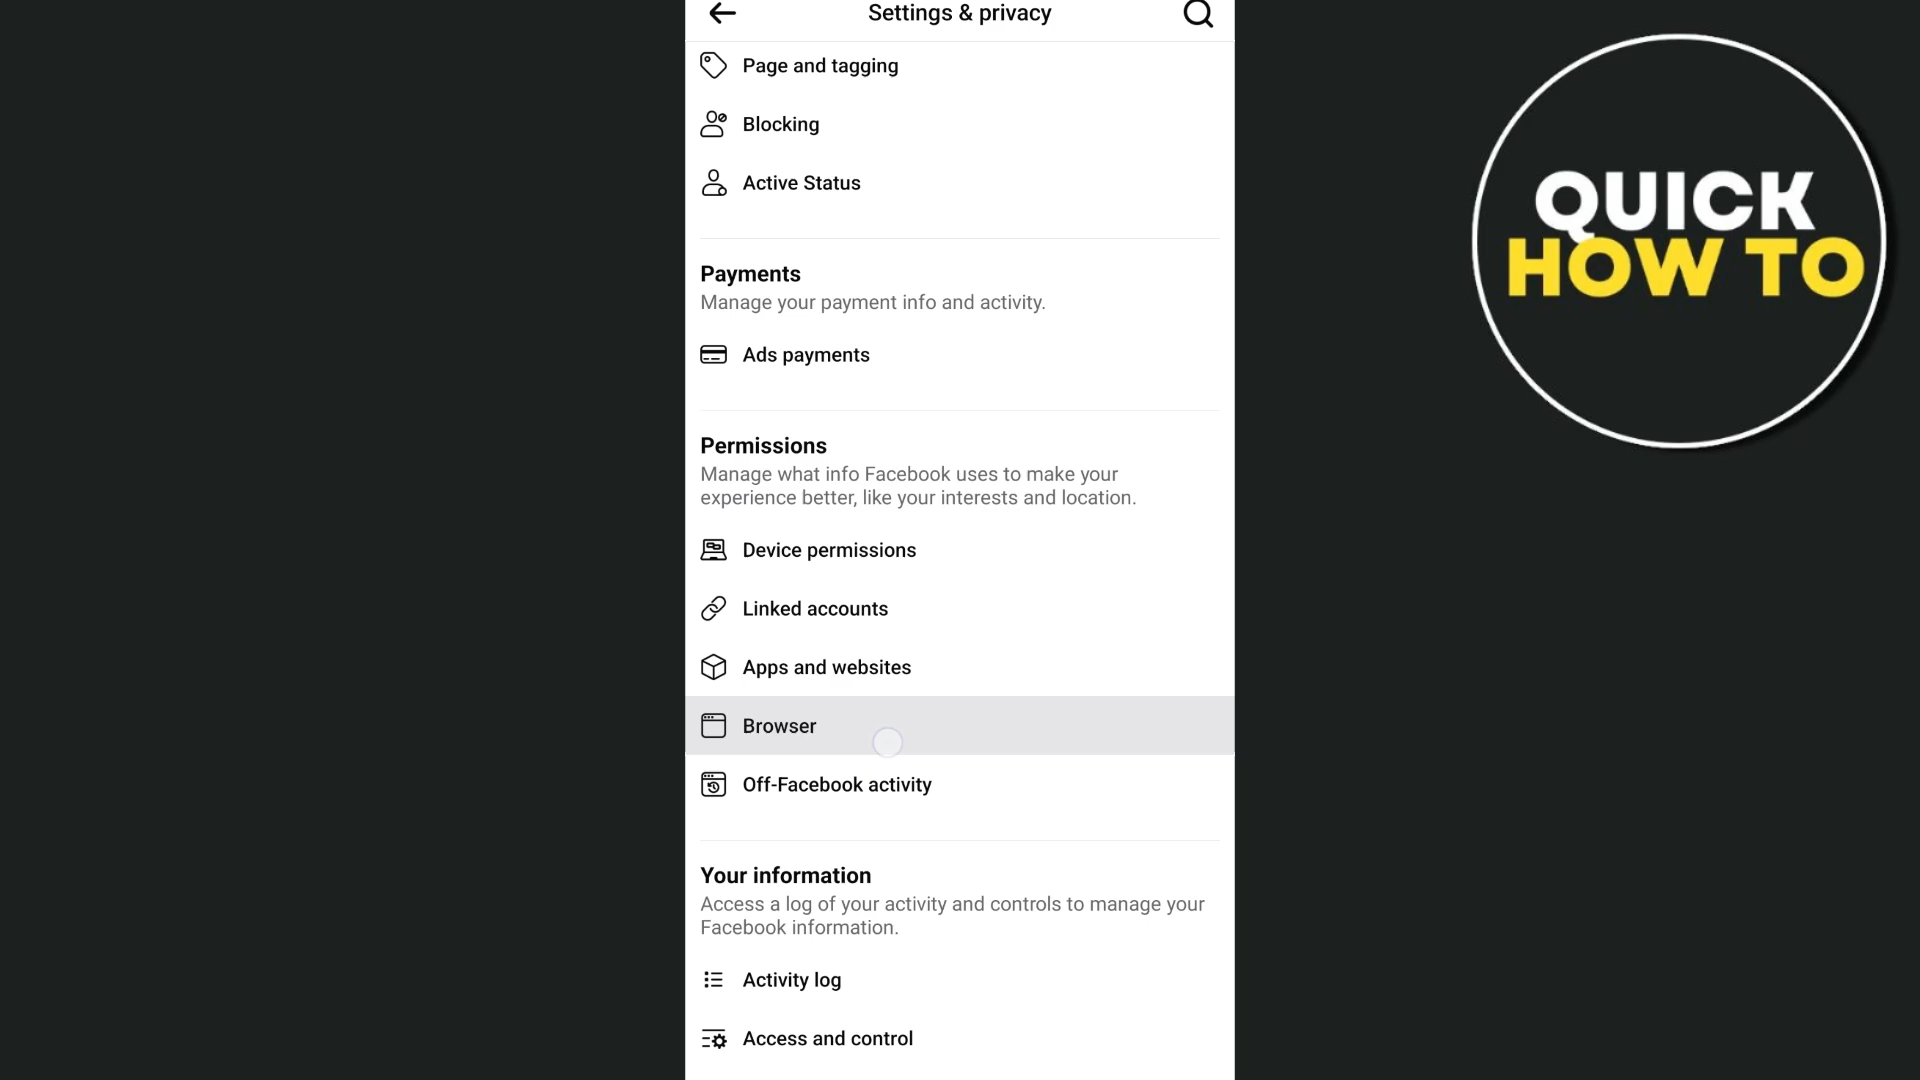 Settings & privacy
Page and tagging
Blocking
Active Status
Payments
Manage your payment info and activity.
Ads payments
Permissions
Manage what info Facebook uses to make your
experience better, like your interests and location.
Device permissions
Linked accounts
Apps and websites
Browser
Off-Facebook activity
Your information
Access a log of your activity and controls to manage your
Facebook information.
Activity log
Access and control
QUICK
HOW TO